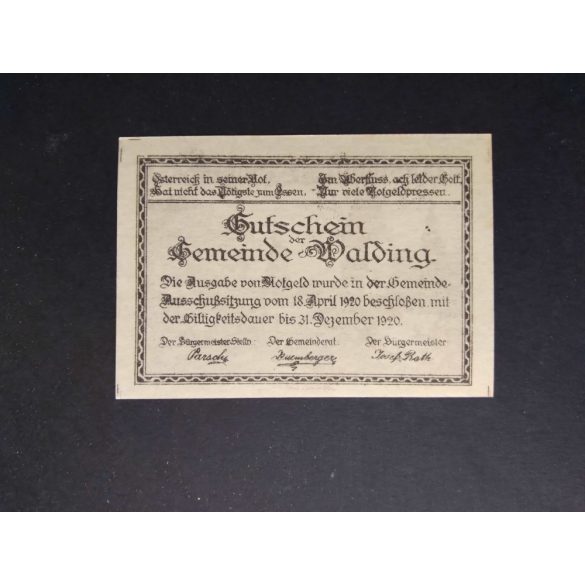 Österreich in seiner Not,
Hat nicht das Nötigste zum Essen.
Im Überfluss, ach leider Gott,
Nur viele Notgeldpressen.
Gutschein
der
Gemeinde Walding.
Die Ausgabe von Notgeld wurde in der Gemeinde-
Ausschußsitzung vom 18. April 1920 beschloßen mit
der Giltigkeitsdauer bis 31. Dezember 1920.
Der Bürgermeister-Stellv: Der Gemeinderat: Der Bürgermeister
Parsch Josef Rath